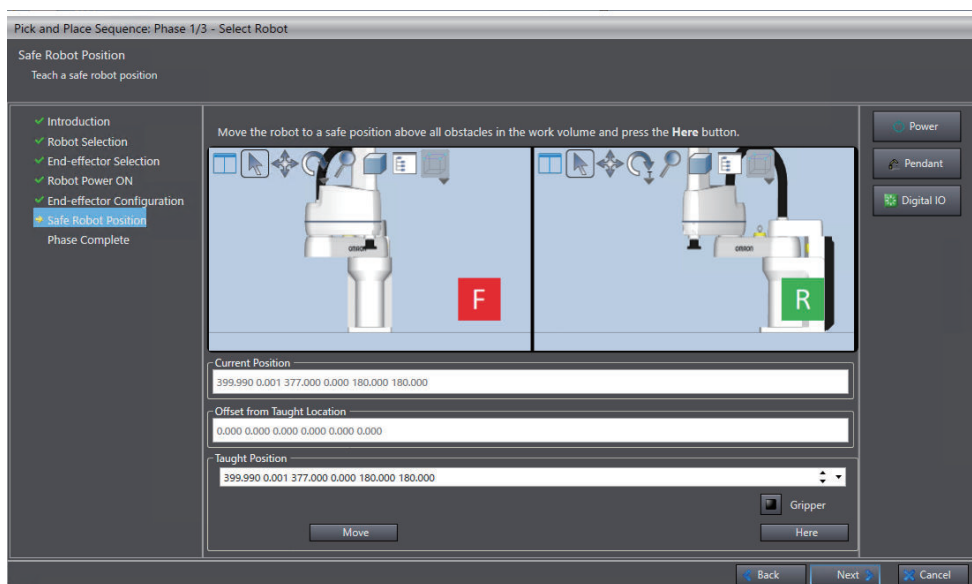 Pick and Place Sequence: Phase 1/3 - Select Robot
Safe Robot Position
Teach a safe robot position
Introduction
Robot Selection
End-effector Selection
Robot Power ON
End-effector Configuration
Safe Robot Position
Phase Complete
Move the robot to a safe position above all obstacles in the work volume and press the Here button.
OMRON
F
OMRON
R
Current Position
399.990 0.001 377.000 0.000 180.000 180.000
Offset from Taught Location
0.000 0.000 0.000 0.000 0.000 0.000
Taught Position
399.990 0.001 377.000 0.000 180.000 180.000
Gripper
Move
Here
Power
Pendant
Digital IO
Back
Next
Cancel